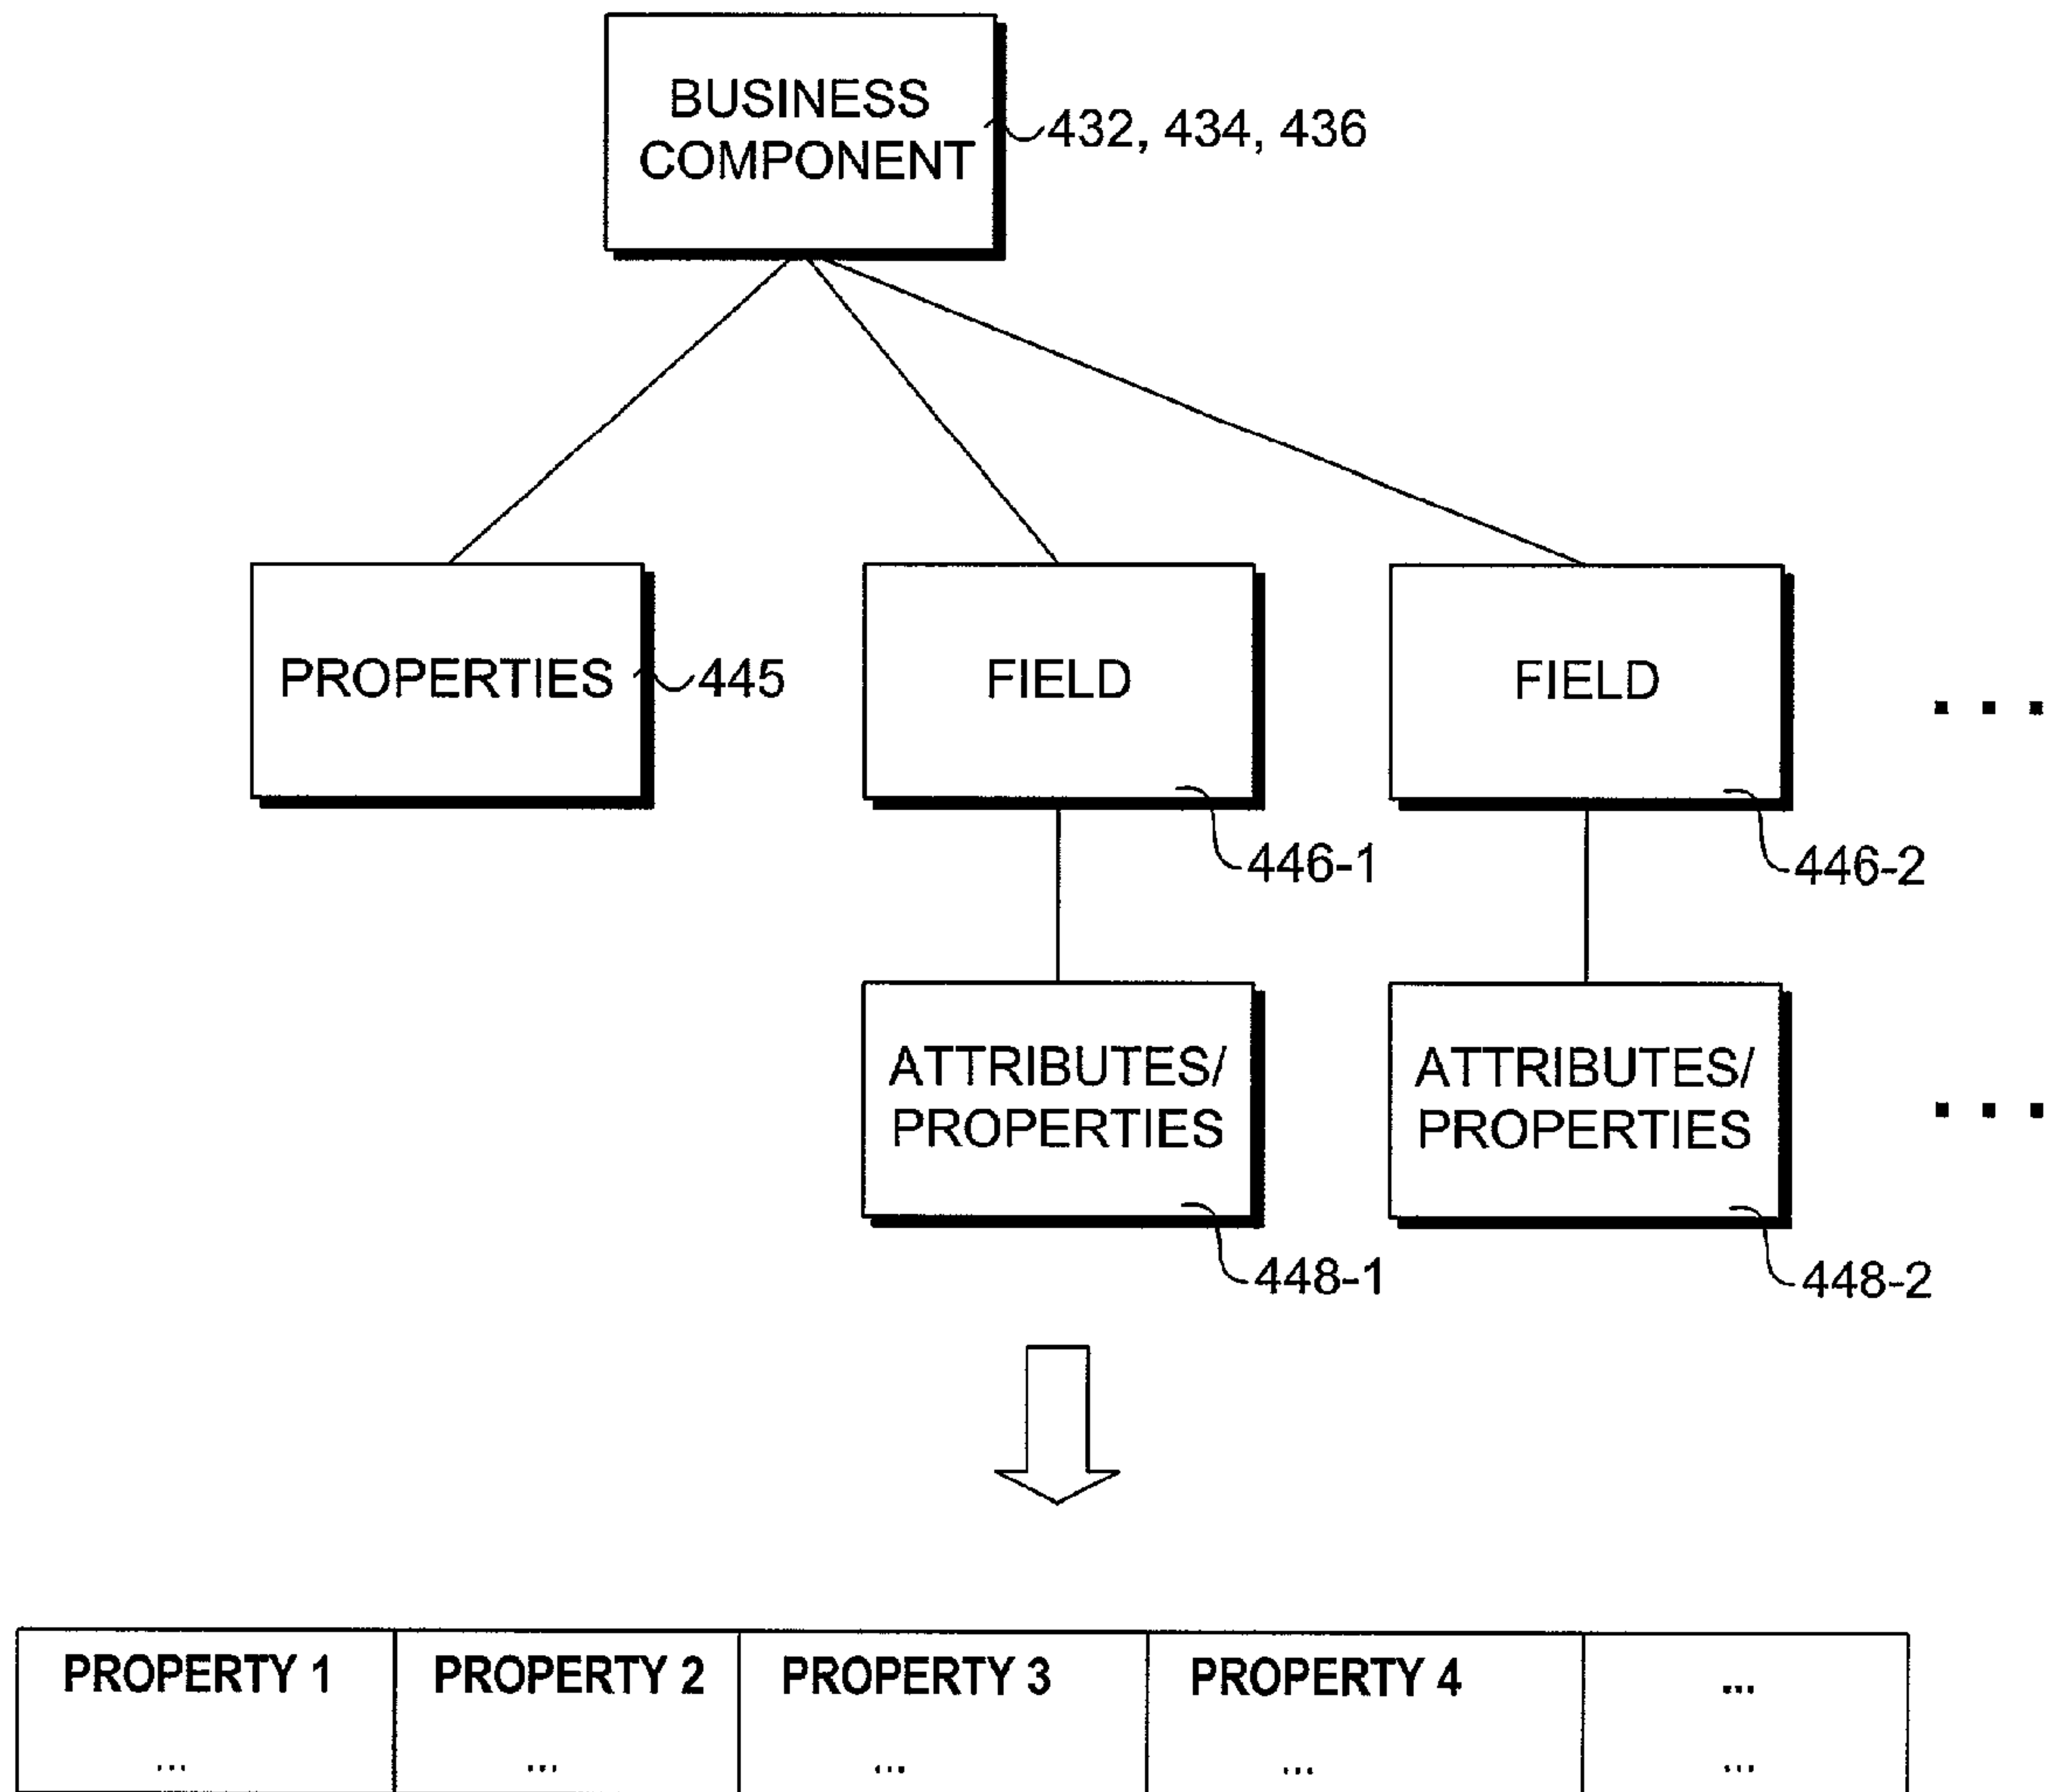 BUSINESS
COMPONENT
432, 434, 436
PROPERTIES
445
FIELD
FIELD
...
446-1
446-2
ATTRIBUTES/
PROPERTIES
ATTRIBUTES/
PROPERTIES
...
448-1
448-2
PROPERTY 1 PROPERTY 2 PROPERTY 3 PROPERTY 4 ...
... ... ... ... ...